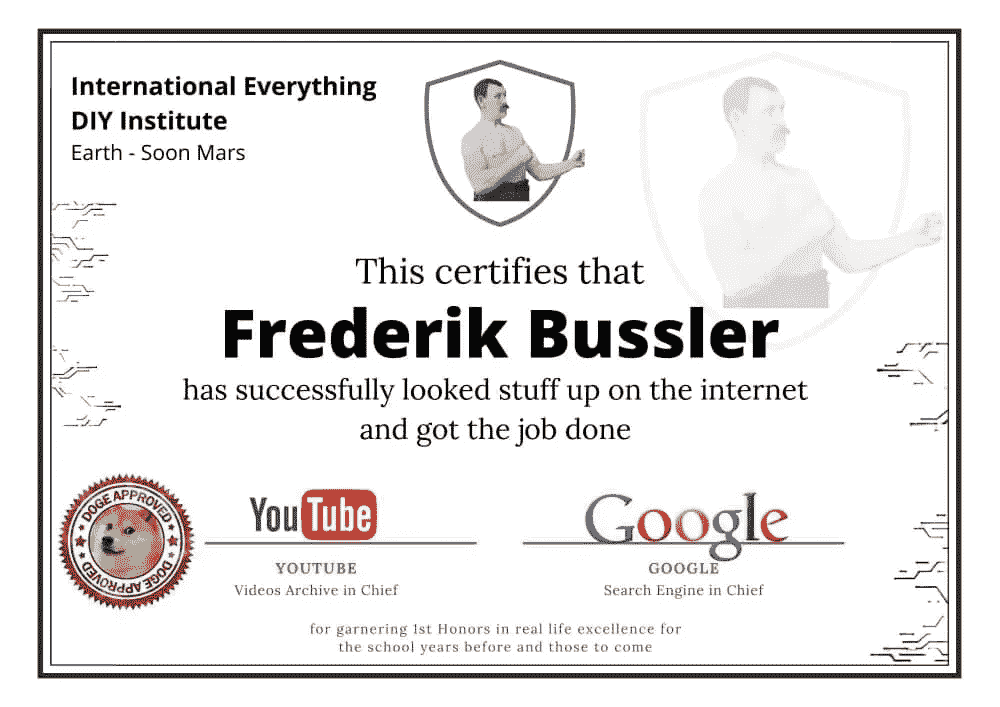 International Everything
DIY Institute
Earth - Soon Mars
This certifies that
Frederik Bussler
has successfully looked stuff up on the internet
and got the job done
DOGE APPROVED
DOGE APPROVED
YouTube
Google
YOUTUBE
GOOGLE
Videos Archive in Chief
Search Engine in Chief
for garnering 1st Honors in real life excellence for
the school years before and those to come